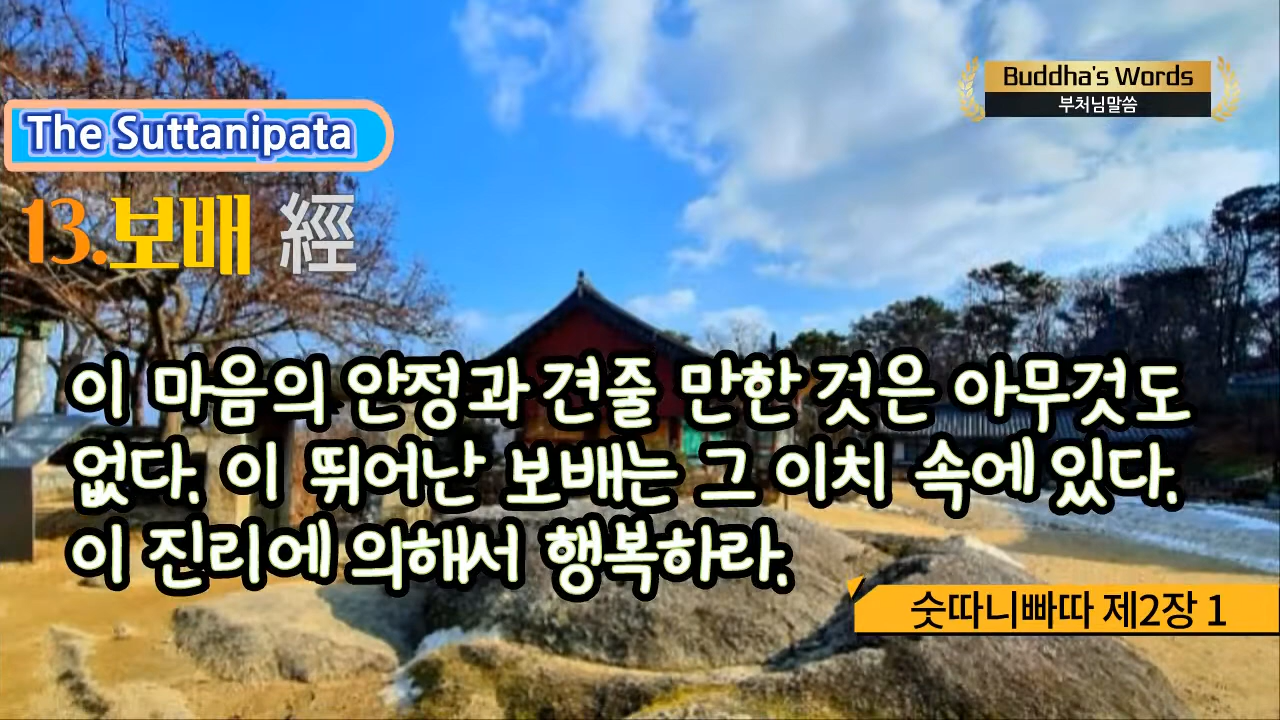 Buddha's Words
부처님말씀
The Suttanipata
13.보배 經
이 마음의 안정과 견줄 만한 것은 아무것도
없다. 이 뛰어난 보배는 그 이치 속에 있다.
이 진리에 의해서 행복하라.
숫따니빠따 제2장 1